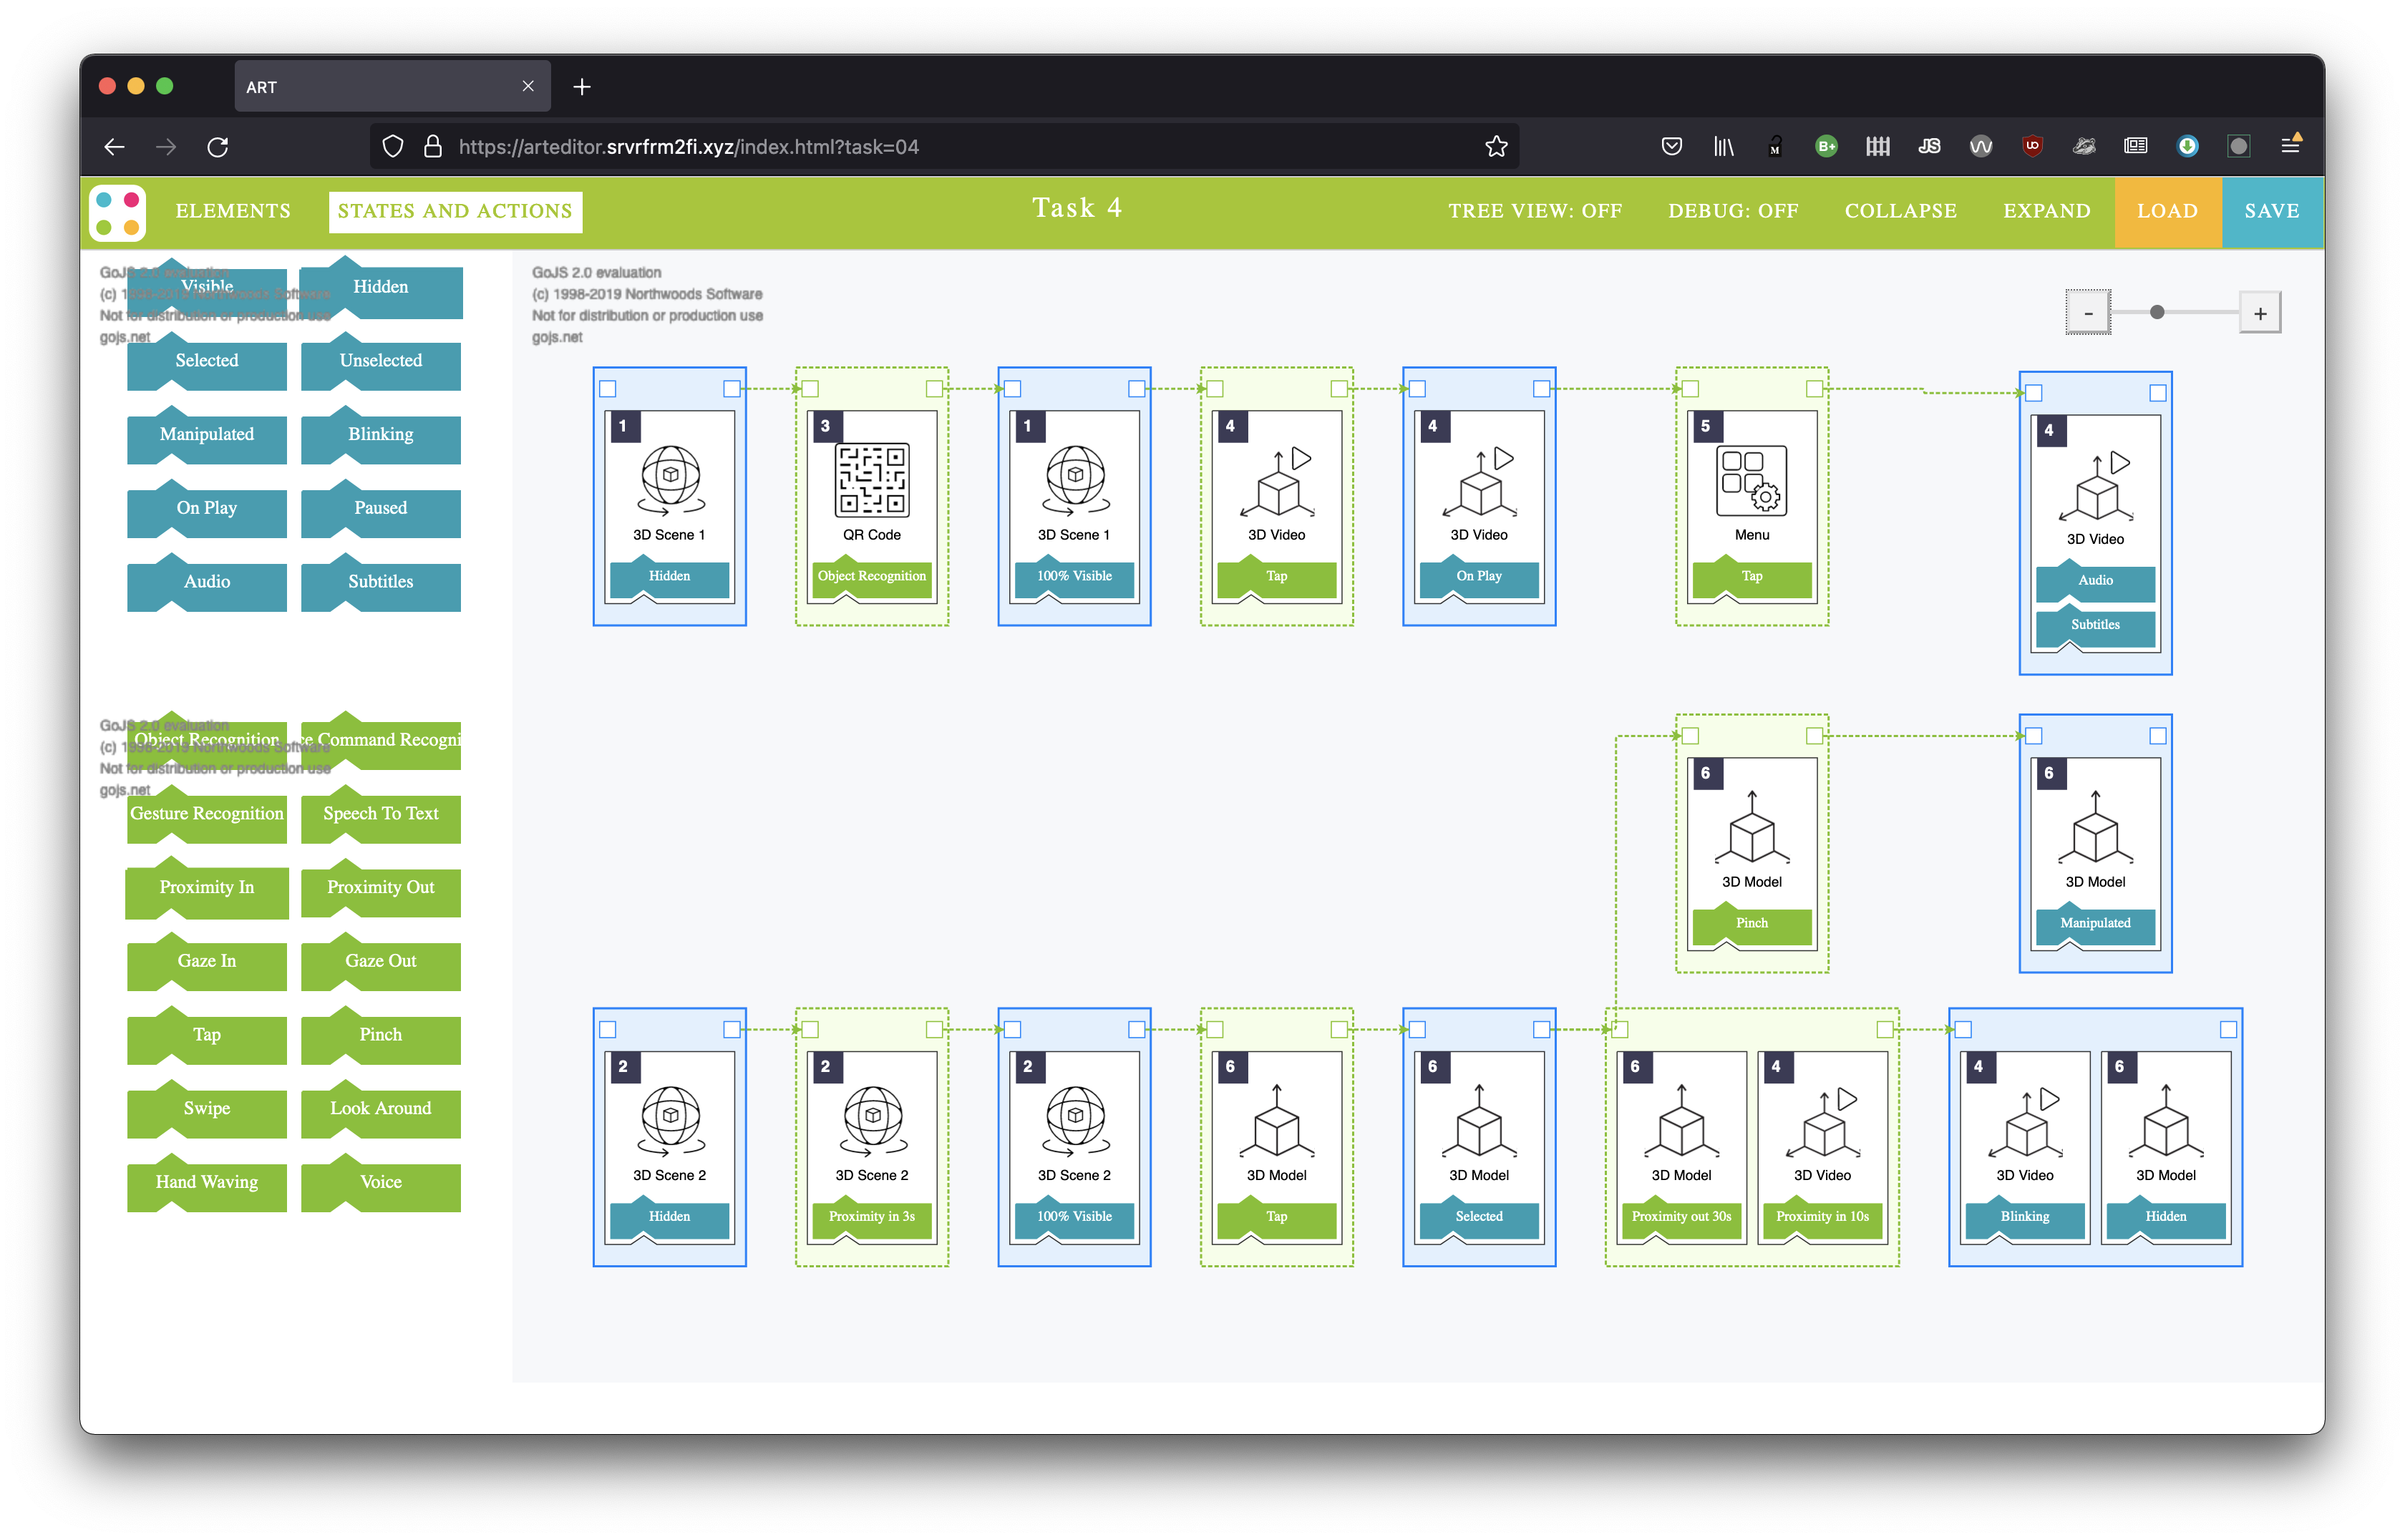 ART
https://arteditor.srvrfrm2fi.xyz/index.html?task=04
ELEMENTS
STATES AND ACTIONS
Task 4
TREE VIEW: OFF
DEBUG: OFF
COLLAPSE
EXPAND
LOAD
SAVE
GoJS 2.0 evaluation
(c) 1998-2019 Northwoods Software
Not for distribution or production use
gojs.net
Visible
Hidden
Selected
Unselected
Manipulated
Blinking
On Play
Paused
Audio
Subtitles
GoJS 2.0 evaluation
(c) 1998-2019 Northwoods Software
Not for distribution or production use
gojs.net
Object Recognition
ce Command Recogni
Gesture Recognition
Speech To Text
Proximity In
Proximity Out
Gaze In
Gaze Out
Tap
Pinch
Swipe
Look Around
Hand Waving
Voice
GoJS 2.0 evaluation
(c) 1998-2019 Northwoods Software
Not for distribution or production use
gojs.net
-
+
1
3D Scene 1
Hidden
3
QR Code
Object Recognition
1
3D Scene 1
100% Visible
4
3D Video
Tap
4
3D Video
On Play
5
Menu
Tap
4
3D Video
Audio
Subtitles
6
3D Model
Pinch
6
3D Model
Manipulated
2
3D Scene 2
Hidden
2
3D Scene 2
Proximity in 3s
2
3D Scene 2
100% Visible
6
3D Model
Tap
6
3D Model
Selected
6
3D Model
Proximity out 30s
4
3D Video
Proximity in 10s
4
3D Video
Blinking
6
3D Model
Hidden